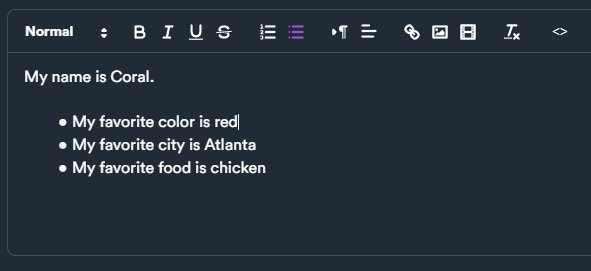 Normal
My name is Coral.
• My favorite color is red
• My favorite city is Atlanta
• My favorite food is chicken